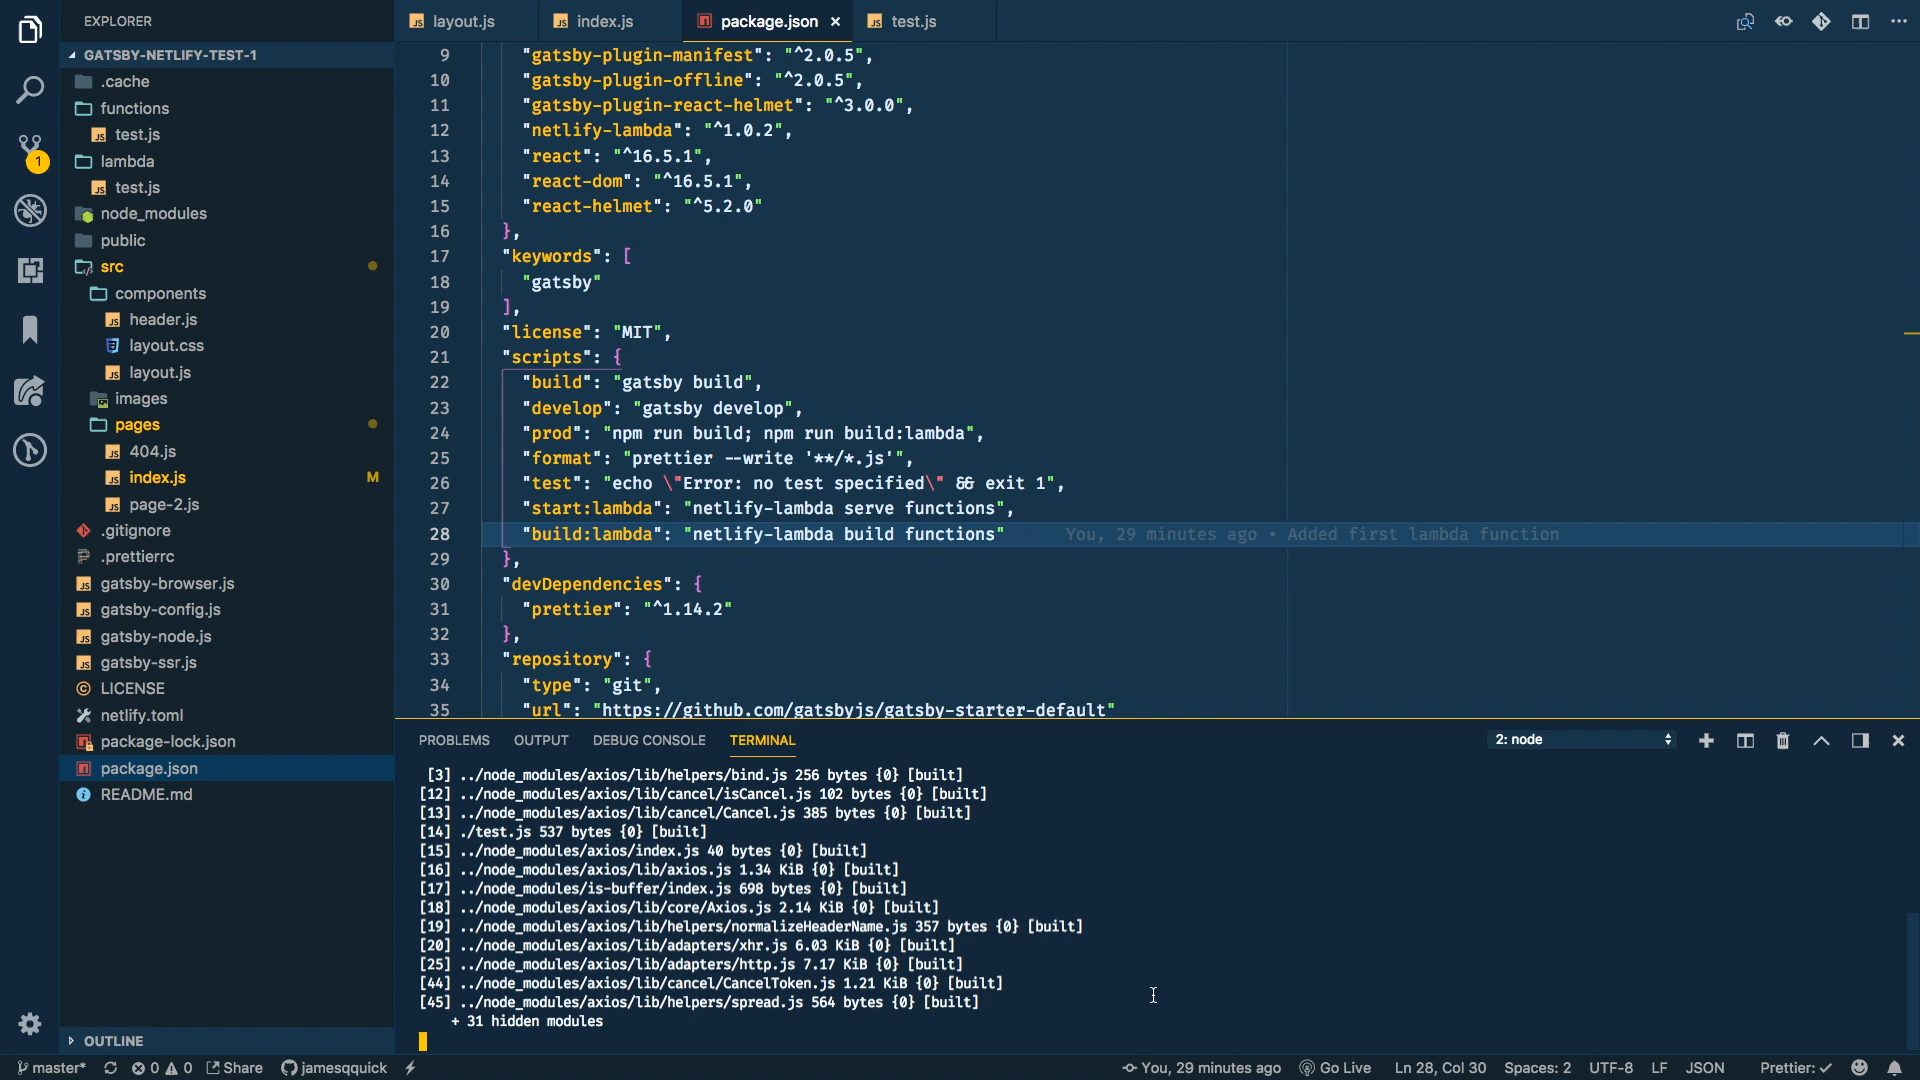 EXPLORER
GATSBY-NETLIFY-TEST-1
.cache
functions
test.js
lambda
test.js
node_modules
public
src
components
header.js
layout.css
layout.js
images
pages
404.js
index.js M
page-2.js
.gitignore
.prettierrc
gatsby-browser.js
gatsby-config.js
gatsby-node.js
gatsby-ssr.js
LICENSE
netlify.toml
package-lock.json
package.json
README.md
OUTLINE
1
layout.js index.js package.json × test.js
9 "gatsby-plugin-manifest": "^2.0.5",
10 "gatsby-plugin-offline": "^2.0.5",
11 "gatsby-plugin-react-helmet": "^3.0.0",
12 "netlify-lambda": "^1.0.2",
13 "react": "^16.5.1",
14 "react-dom": "^16.5.1",
15 "react-helmet": "^5.2.0"
16 },
17 "keywords": [
18 "gatsby"
19 ],
20 "license": "MIT",
21 "scripts": {
22 "build": "gatsby build",
23 "develop": "gatsby develop",
24 "prod": "npm run build; npm run build:lambda",
25 "format": "prettier --write '**/*.js'",
26 "test": "echo \"Error: no test specified\" && exit 1",
27 "start:lambda": "netlify-lambda serve functions",
28 "build:lambda": "netlify-lambda build functions" You, 29 minutes ago • Added first lambda function
29 },
30 "devDependencies": {
31 "prettier": "^1.14.2"
32 },
33 "repository": {
34 "type": "git",
35 "url": "https://github.com/gatsbyjs/gatsby-starter-default"
PROBLEMS OUTPUT DEBUG CONSOLE TERMINAL 2: node
[3] ../node_modules/axios/lib/helpers/bind.js 256 bytes {0} [built]
[12] ../node_modules/axios/lib/cancel/isCancel.js 102 bytes {0} [built]
[13] ../node_modules/axios/lib/cancel/Cancel.js 385 bytes {0} [built]
[14] ./test.js 537 bytes {0} [built]
[15] ../node_modules/axios/index.js 40 bytes {0} [built]
[16] ../node_modules/axios/lib/axios.js 1.34 KiB {0} [built]
[17] ../node_modules/is-buffer/index.js 698 bytes {0} [built]
[18] ../node_modules/axios/lib/core/Axios.js 2.14 KiB {0} [built]
[19] ../node_modules/axios/lib/helpers/normalizeHeaderName.js 357 bytes {0} [built]
[20] ../node_modules/axios/lib/adapters/xhr.js 6.03 KiB {0} [built]
[25] ../node_modules/axios/lib/adapters/http.js 7.17 KiB {0} [built]
[44] ../node_modules/axios/lib/cancel/CancelToken.js 1.21 KiB {0} [built]
[45] ../node_modules/axios/lib/helpers/spread.js 564 bytes {0} [built]
+ 31 hidden modules
master* 0 0 Share jamesqquick You, 29 minutes ago Go Live Ln 28, Col 30 Spaces: 2 UTF-8 LF JSON Prettier: ✓